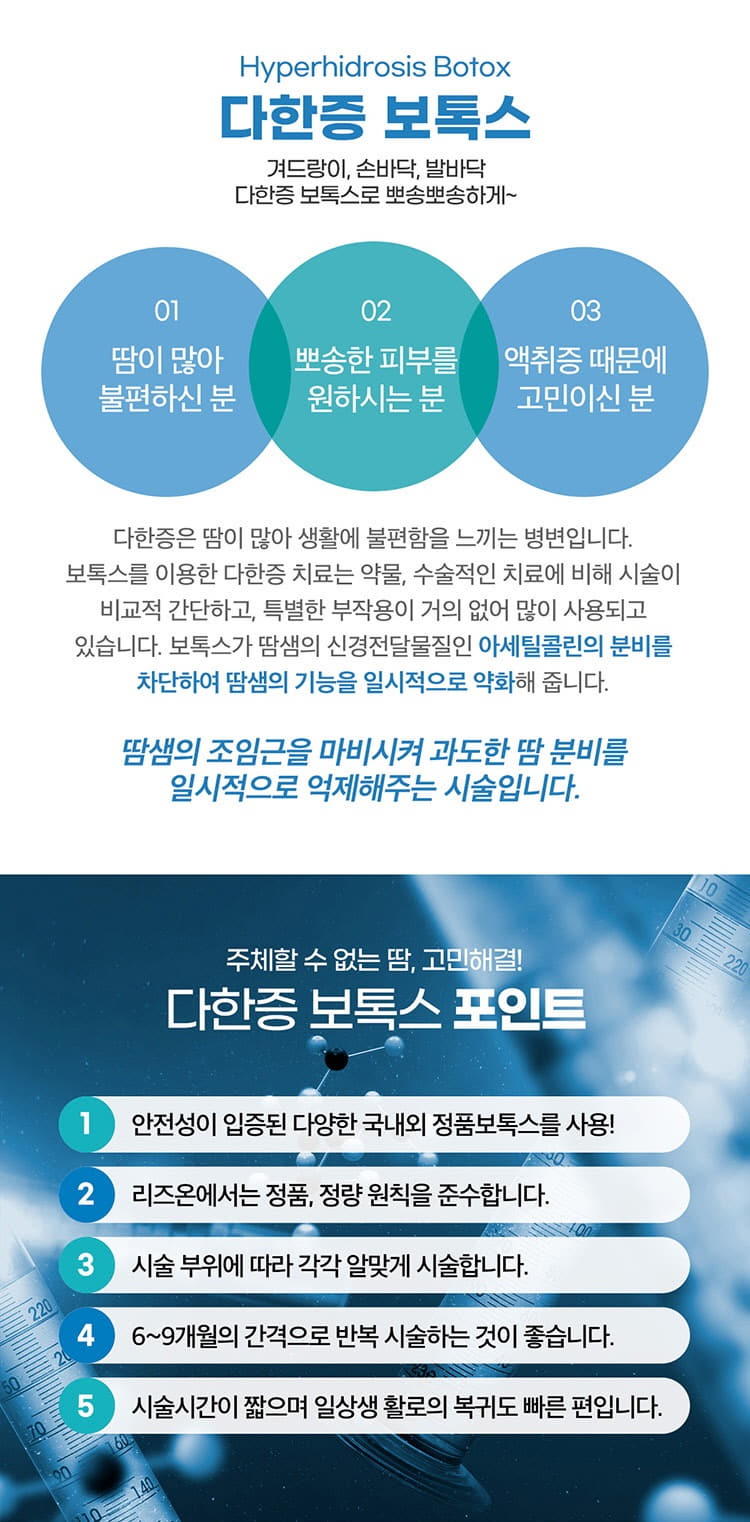 Hyperhidrosis Botox
다한증 보톡스
겨드랑이, 손바닥, 발바닥
다한증 보톡스로 뽀송뽀송하게~
01
땀이 많아
불편하신 분
02
뽀송한 피부를
원하시는 분
03
액취증 때문에
고민이신 분
다한증은 땀이 많아 생활에 불편함을 느끼는 병변입니다.
보톡스를 이용한 다한증 치료는 약물, 수술적인 치료에 비해 시술이
비교적 간단하고, 특별한 부작용이 거의 없어 많이 사용되고
있습니다. 보톡스가 땀샘의 신경전달물질인 아세틸콜린의 분비를
차단하여 땀샘의 기능을 일시적으로 약화해 줍니다.
땀샘의 조임근을 마비시켜 과도한 땀 분비를
일시적으로 억제해주는 시술입니다.
주체할 수 없는 땀, 고민해결!
다한증 보톡스 포인트
1 안전성이 입증된 다양한 국내외 정품보톡스를 사용!
2 리즈온에서는 정품, 정량 원칙을 준수합니다.
3 시술 부위에 따라 각각 알맞게 시술합니다.
4 6~9개월의 간격으로 반복 시술하는 것이 좋습니다.
5 시술시간이 짧으며 일상생 활로의 복귀도 빠른 편입니다.
10
30
220
50
100
220
20
50
70
160
90
140